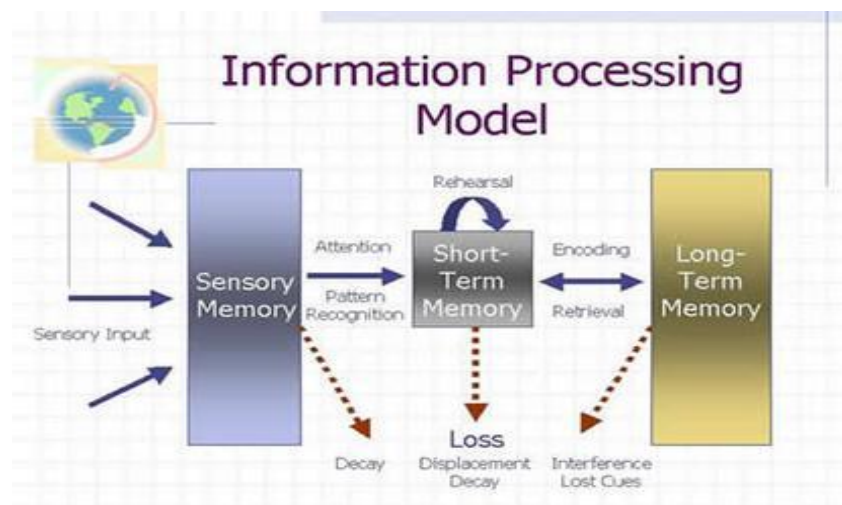 Information Processing
Model
Rehearsal
Attention
Pattern
Recognition
Sensory
Memory
Short-
Term
Memory
Encoding
Retrieval
Long-
Term
Memory
Sensory Input
Loss
Decay
Displacement
Decay
Interference
Lost Cues